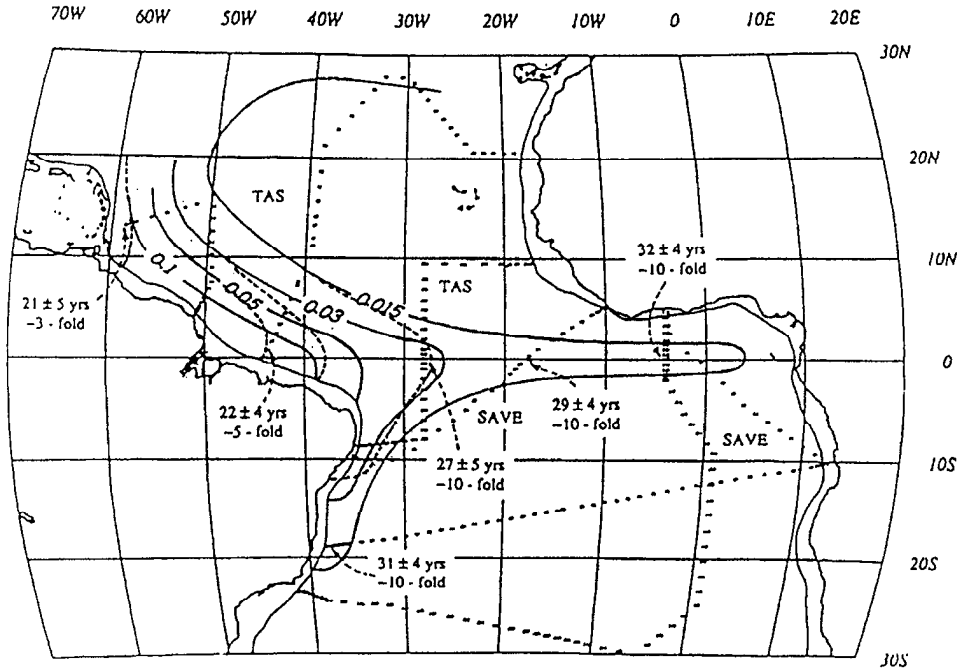 70W 60W 50W 40W 30W 20W 10W 0 10E 20E
30N
20N
TAS
10N
32 ± 4 yrs
~10 - fold
0.1
TAS
21 ± 5 yrs
~3 - fold
0.05
0.03
0.015
0
22 ± 4 yrs
~5 - fold
29 ± 4 yrs
~10 - fold
SAVE
SAVE
27 ± 5 yrs
~10 - fold
10S
31 ± 4 yrs
~10 - fold
20S
30S